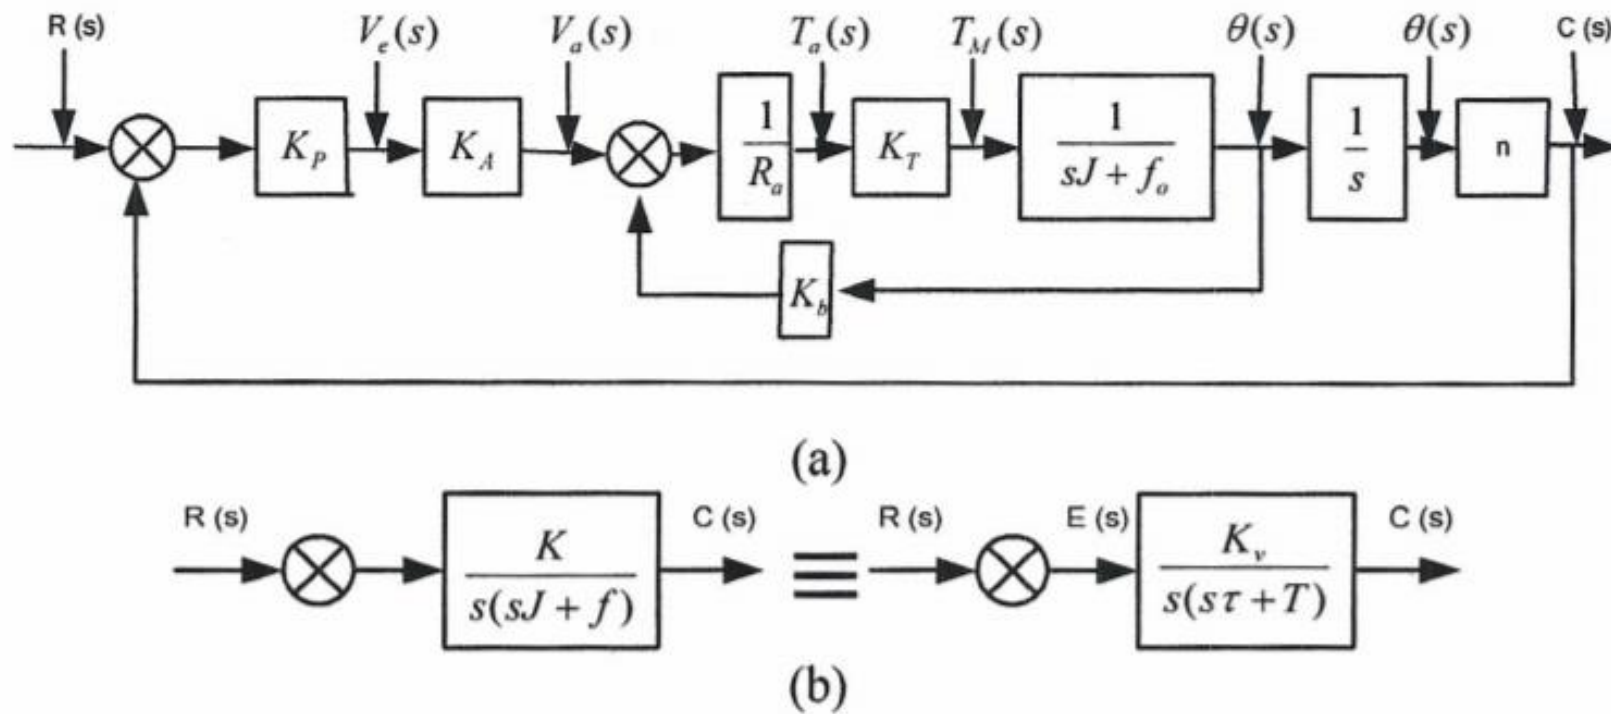 R (s) V_e(s) V_a(s) T_a(s) T_M(s) θ(s) θ(s) C (s)
K_P K_A 1/R_a K_T 1/(sJ + f_o) 1/s n
K_b
(a)
R (s) K/(s(sJ + f)) C (s) ≡ R (s) E (s) K_v/(s(sτ + T)) C (s)
(b)